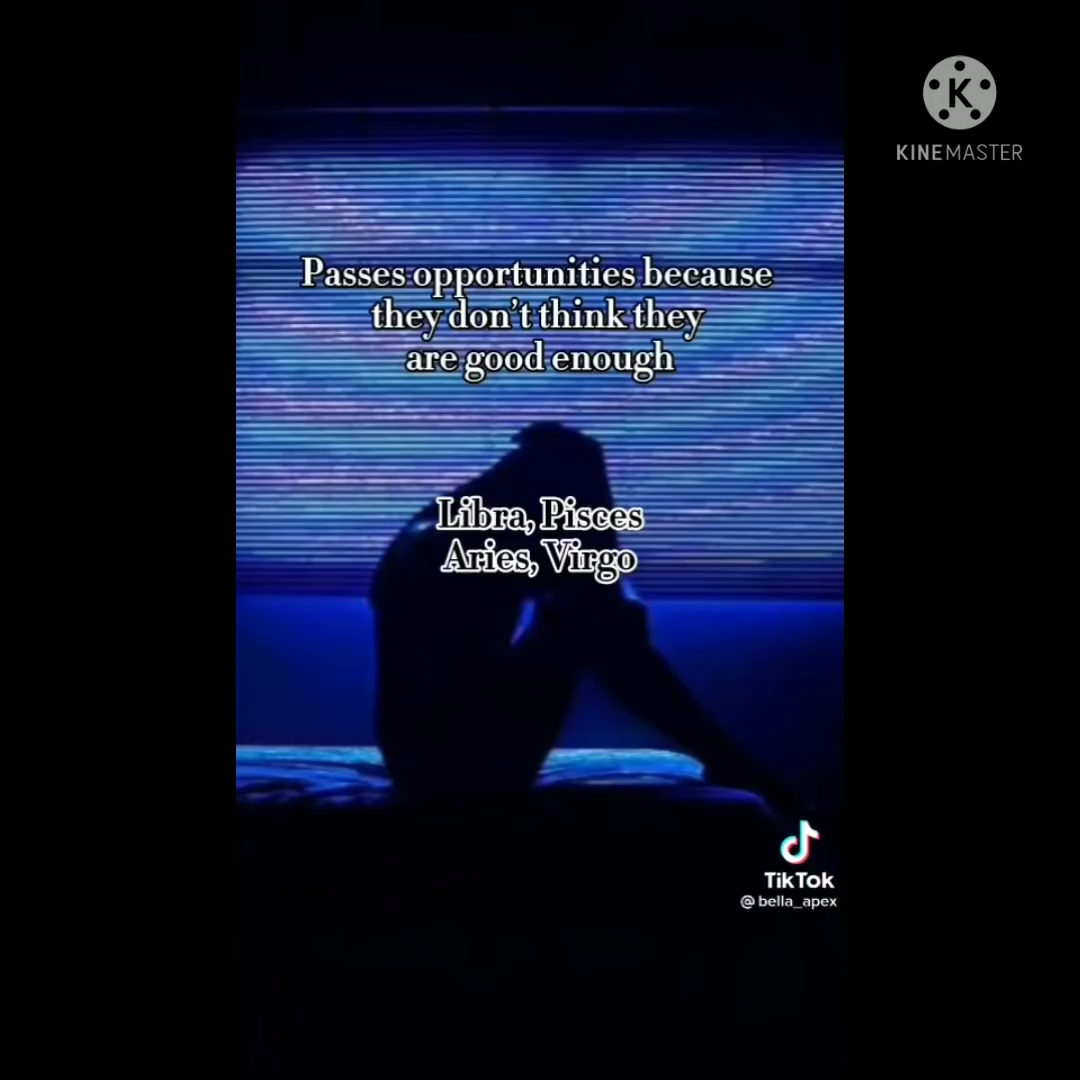 K
KINEMASTER
Passes opportunities because
they don't think they
are good enough
Libra, Pisces
Aries, Virgo
TikTok
@bella_apex